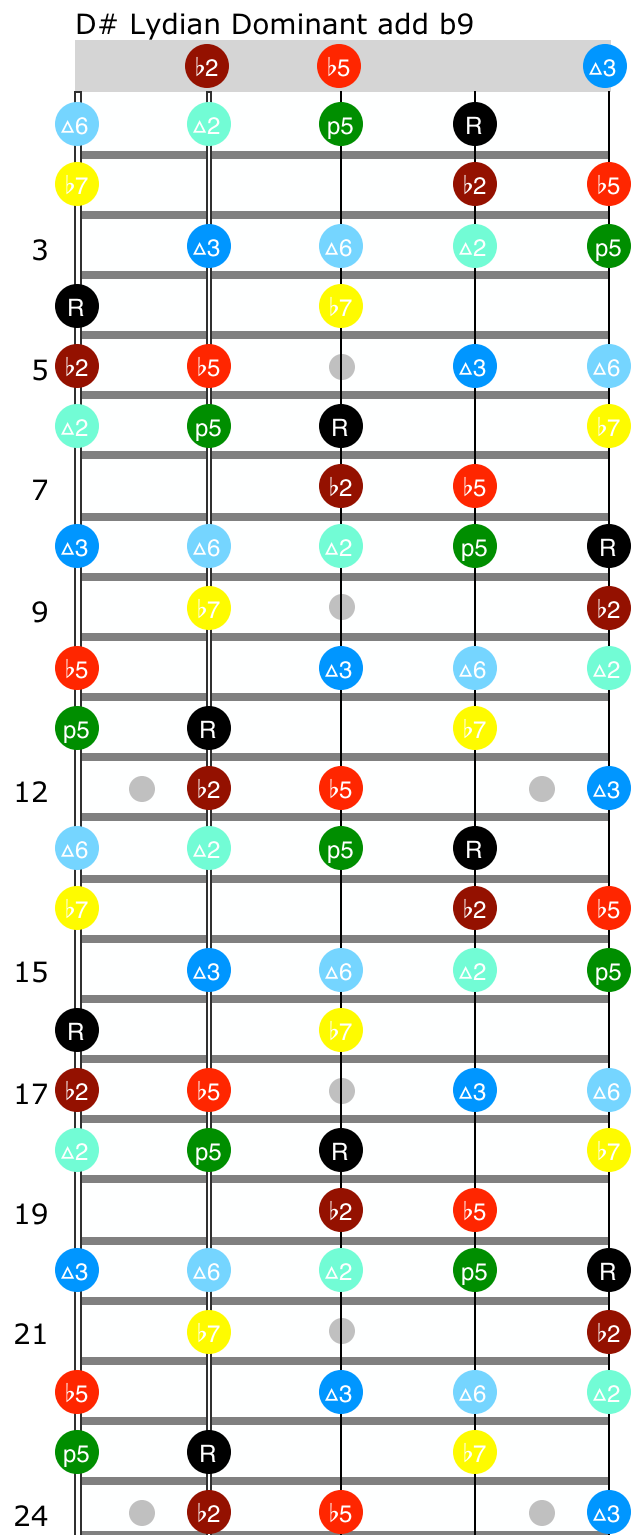 D# Lydian Dominant add b9
♭2 ♭5 △3
△6 △2 p5 R
♭7 ♭2 ♭5
3 △3 △6 △2 p5
R ♭7
5 ♭2 ♭5 △3 △6
△2 p5 R ♭7
7 ♭2 ♭5
△3 △6 △2 p5 R
9 ♭7 ♭2
♭5 △3 △6 △2
p5 R ♭7
12 ♭2 ♭5 △3
△6 △2 p5 R
♭7 ♭2 ♭5
15 △3 △6 △2 p5
R ♭7
17 ♭2 ♭5 △3 △6
△2 p5 R ♭7
19 ♭2 ♭5
△3 △6 △2 p5 R
21 ♭7 ♭2
♭5 △3 △6 △2
p5 R ♭7
24 ♭2 ♭5 △3